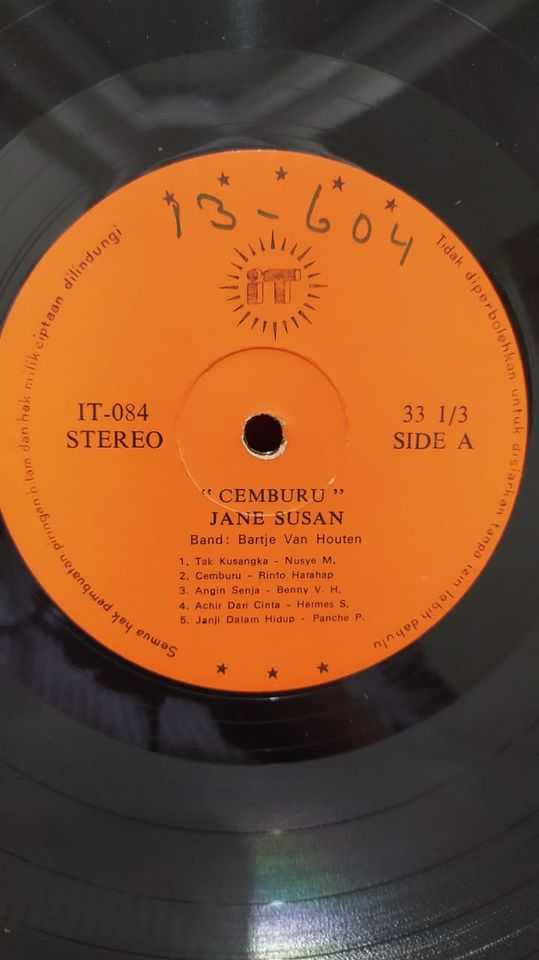 13-604
iT
Semua hak pembuatan piringan hitam dan hak milik ciptaan dilindungi
Tidak diperbolehkan untuk disiarkan tanpa izin lebih dahulu
IT-084
STEREO
33 1/3
SIDE A
" CEMBURU "
JANE SUSAN
Band: Bartje Van Houten
1. Tak Kusangka - Nusye M.
2. Cemburu - Rinto Harahap
3. Angin Senja - Benny V. H.
4. Achir Dari Cinta - Hermes S.
5. Janji Dalam Hidup - Panche P.